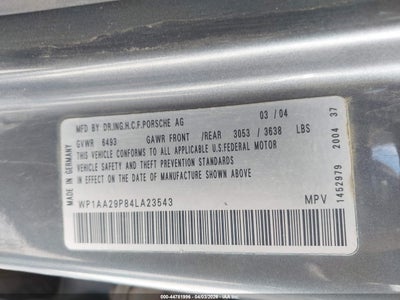 MFD BY DR.ING.H.C.F.PORSCHE AG 03 / 04
GVWR 6493 GAWR FRONT /REAR 3053 / 3638 LBS
THIS VEHICLE CONFORMS TO ALL APPLICABLE U.S.FEDERAL MOTOR
VEHICLE SAFETY AND THEFT PREVENTION STANDARDS
IN EFFECT ON THE DATE OF MANUFACTURE SHOWN ABOVE
WP1AA29P84LA23543 MPV
MADE IN GERMANY
1452979 2004 37
© 000-44781996 - 04/03/2026 - IAAI.COM